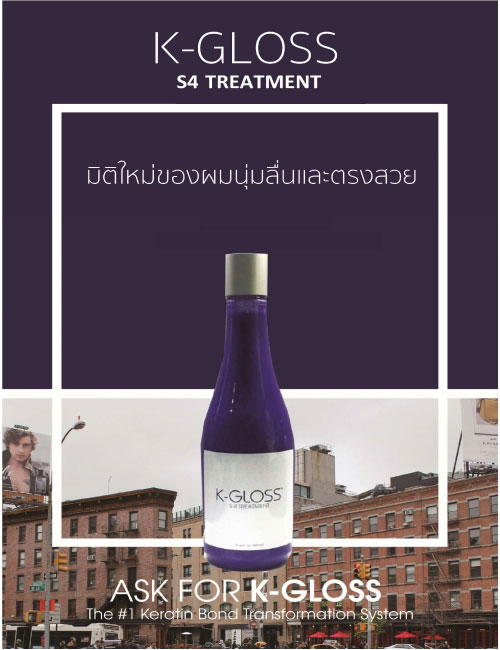 K-GLOSS
S4 TREATMENT
มิติใหม่ของผมนุ่มลื่นและตรงสวย
K-GLOSS
S4 TREATMENT
ASK FOR K-GLOSS
The #1 Keratin Bond Transformation System